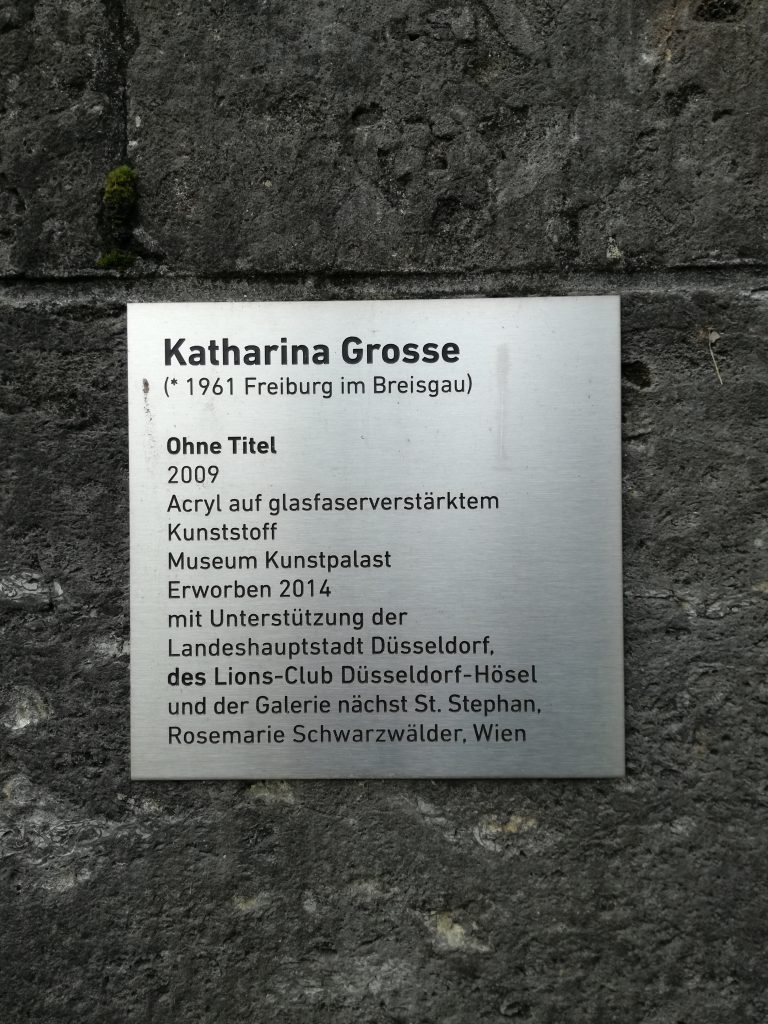 Katharina Grosse
(* 1961 Freiburg im Breisgau)
Ohne Titel
2009
Acryl auf glasfaserverstärktem
Kunststoff
Museum Kunstpalast
Erworben 2014
mit Unterstützung der
Landeshauptstadt Düsseldorf,
des Lions-Club Düsseldorf-Hösel
und der Galerie nächst St. Stephan,
Rosemarie Schwarzwälder, Wien